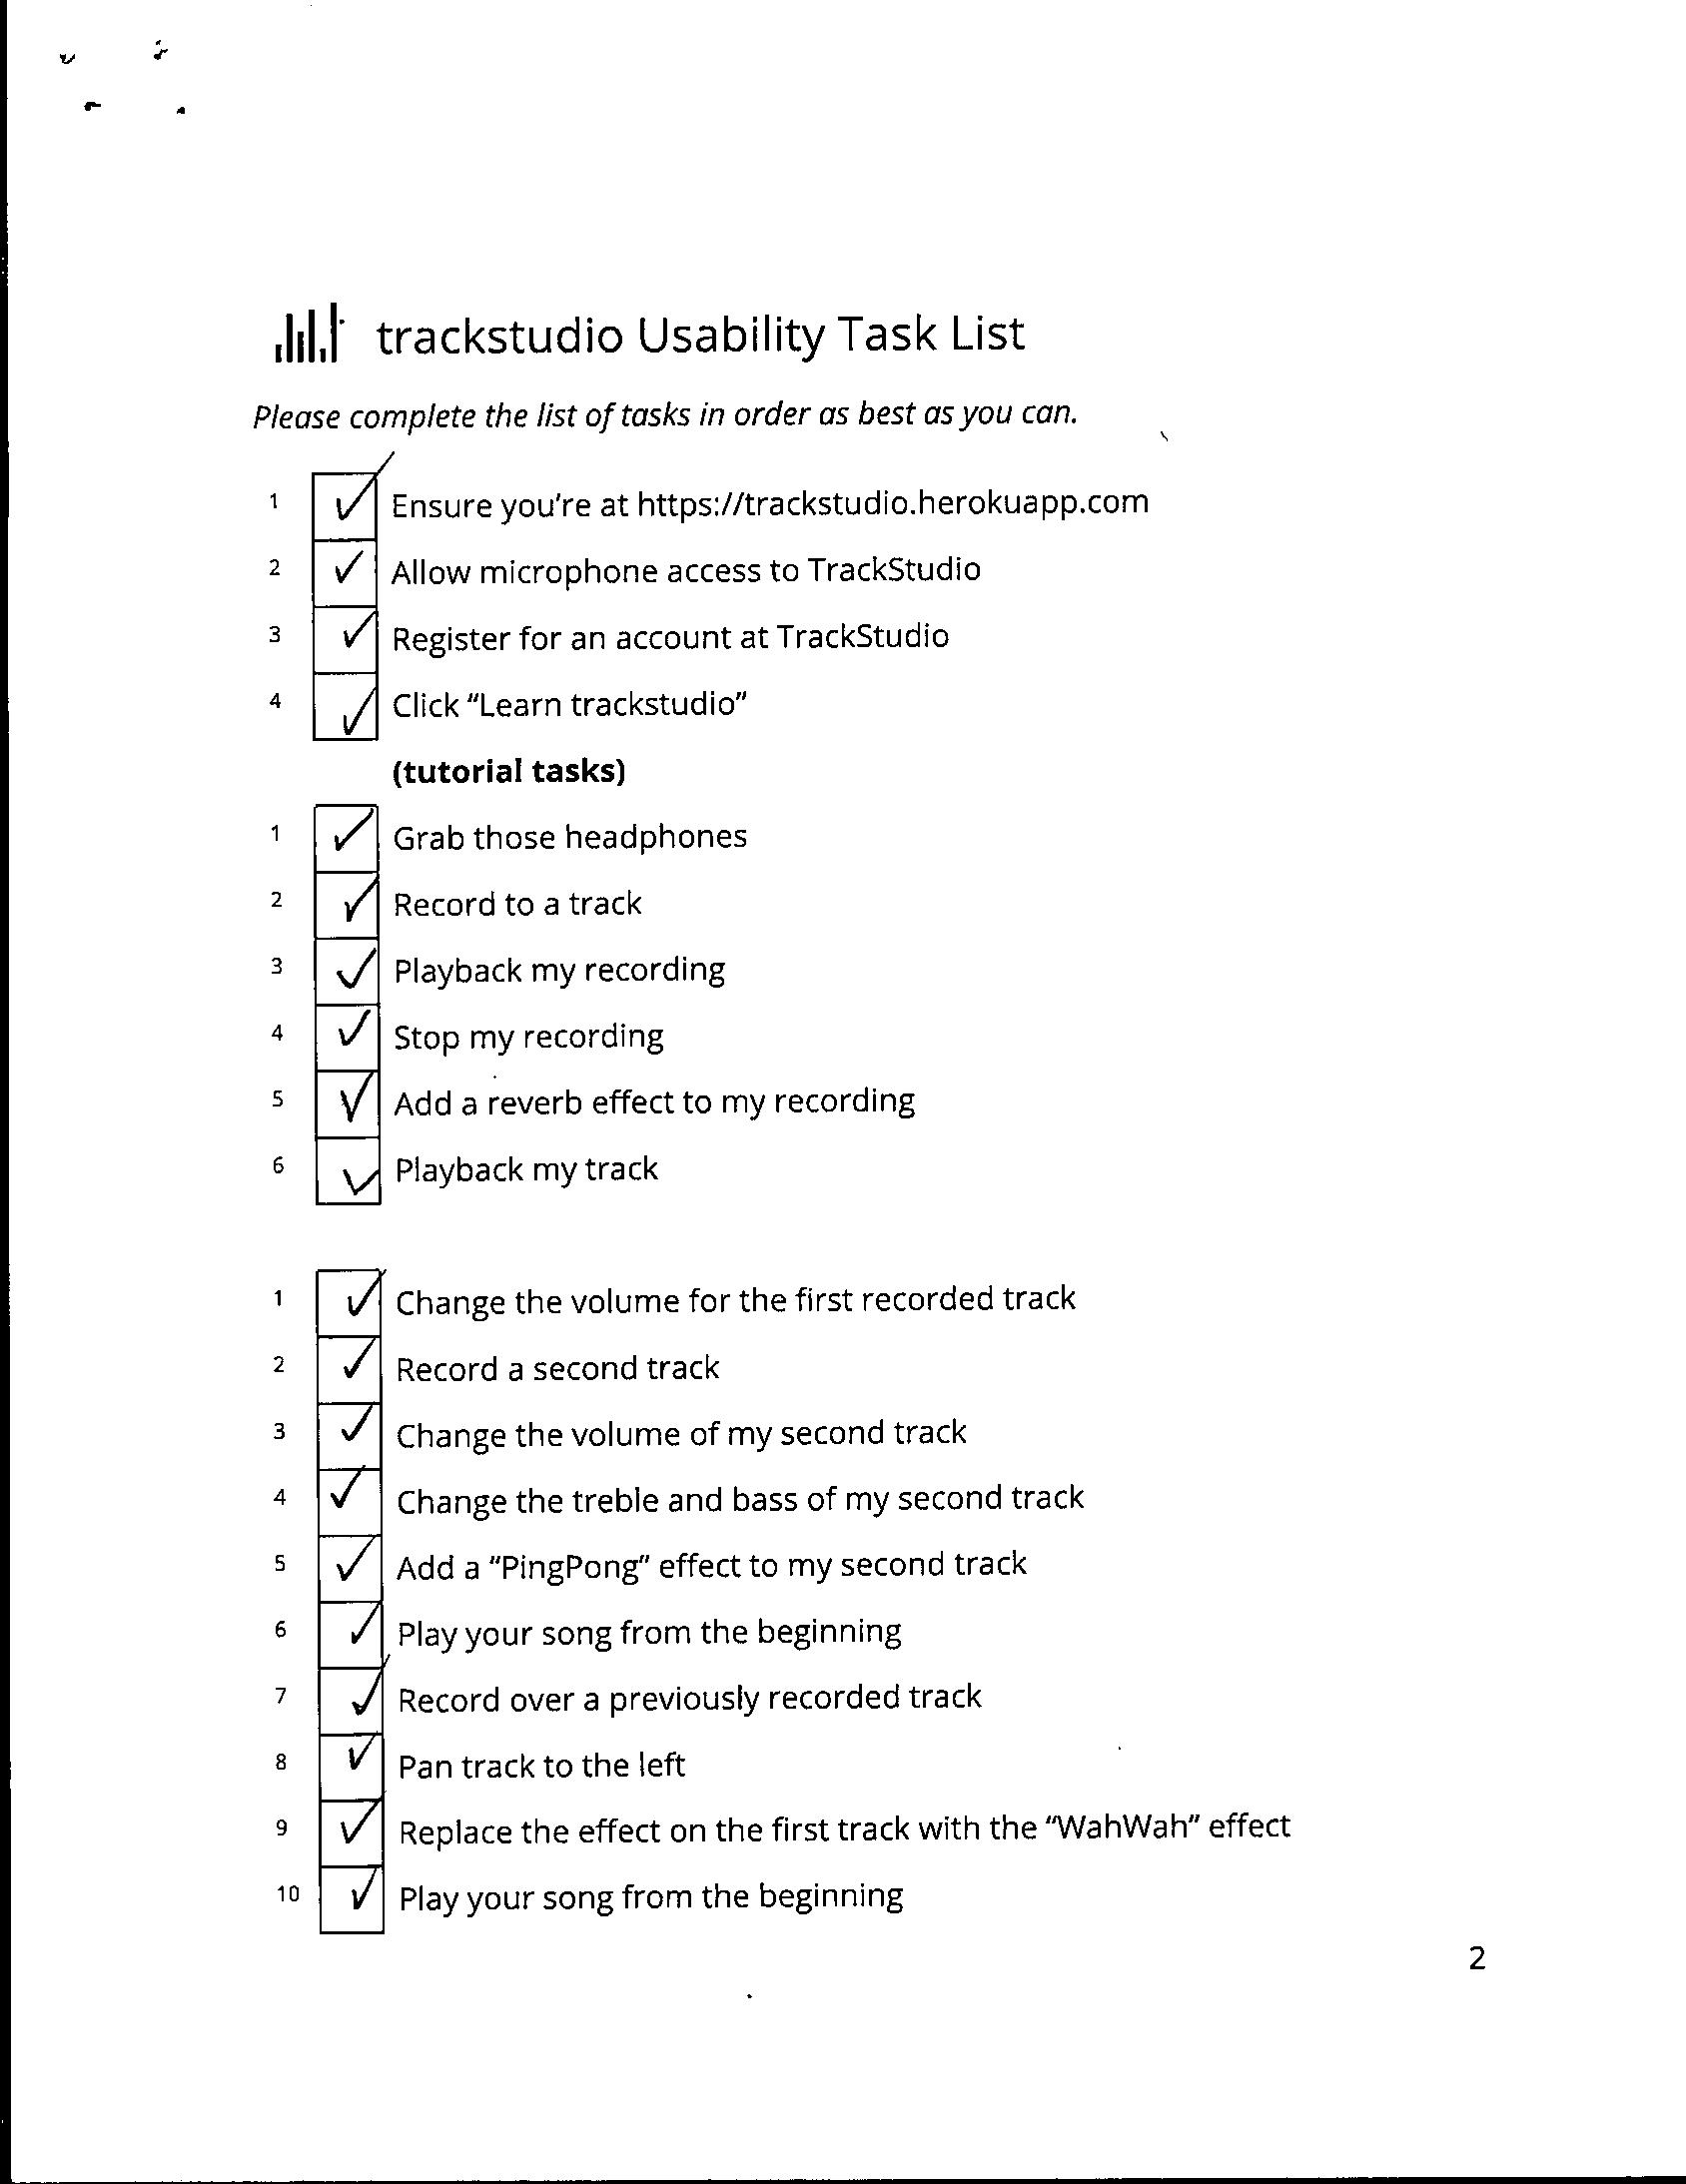 trackstudio Usability Task List
Please complete the list of tasks in order as best as you can.
1 ✓ Ensure you're at https://trackstudio.herokuapp.com
2 ✓ Allow microphone access to TrackStudio
3 ✓ Register for an account at TrackStudio
4 ✓ Click “Learn trackstudio”
(tutorial tasks)
1 ✓ Grab those headphones
2 ✓ Record to a track
3 ✓ Playback my recording
4 ✓ Stop my recording
5 ✓ Add a reverb effect to my recording
6 ✓ Playback my track
1 ✓ Change the volume for the first recorded track
2 ✓ Record a second track
3 ✓ Change the volume of my second track
4 ✓ Change the treble and bass of my second track
5 ✓ Add a “PingPong” effect to my second track
6 ✓ Play your song from the beginning
7 ✓ Record over a previously recorded track
8 ✓ Pan track to the left
9 ✓ Replace the effect on the first track with the “WahWah” effect
10 ✓ Play your song from the beginning
2